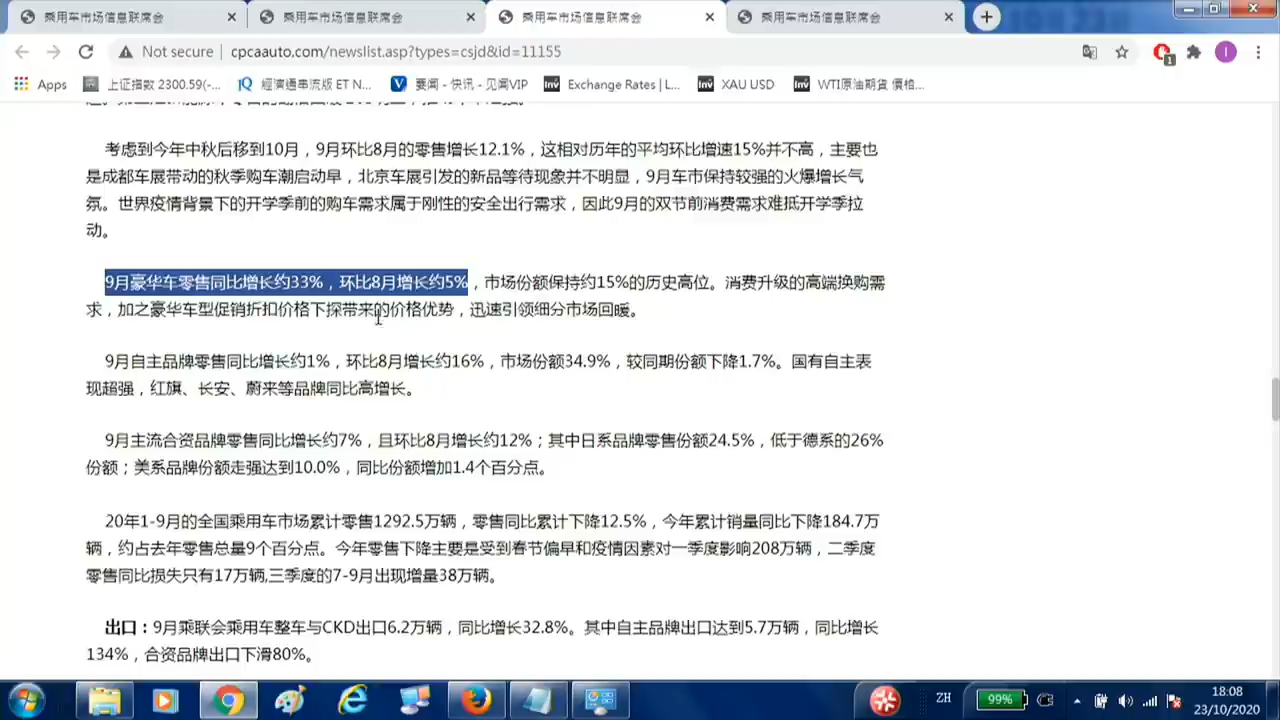 乘用车市场信息联席会
乘用车市场信息联席会
乘用车市场信息联席会
乘用车市场信息联席会
Not secure
cpcaauto.com/newslist.asp?types=csjd&id=11155
1
I
Apps
上证指数 2300.59(-...
IQ
經濟通串流版 ET N...
要闻 - 快讯 - 见闻VIP
Inv
Exchange Rates | L...
Inv
XAU USD
Inv
WTI原油期貨 價格...
考虑到今年中秋后移到10月，9月环比8月的零售增长12.1%，这相对历年的平均环比增速15%并不高，主要也
是成都车展带动的秋季购车潮启动早，北京车展引发的新品等待现象并不明显，9月车市保持较强的火爆增长气
氛。世界疫情背景下的开学季前的购车需求属于刚性的安全出行需求，因此9月的双节前消费需求难抵开学季拉
动。
9月豪华车零售同比增长约33%，环比8月增长约5%，市场份额保持约15%的历史高位。消费升级的高端换购需
求，加之豪华车型促销折扣价格下探带来的价格优势，迅速引领细分市场回暖。
9月自主品牌零售同比增长约1%，环比8月增长约16%，市场份额34.9%，较同期份额下降1.7%。国有自主表
现超强，红旗、长安、蔚来等品牌同比高增长。
9月主流合资品牌零售同比增长约7%，且环比8月增长约12%；其中日系品牌零售份额24.5%，低于德系的26%
份额；美系品牌份额走强达到10.0%，同比份额增加1.4个百分点。
20年1-9月的全国乘用车市场累计零售1292.5万辆，零售同比累计下降12.5%，今年累计销量同比下降184.7万
辆，约占去年零售总量9个百分点。今年零售下降主要是受到春节偏早和疫情因素对一季度影响208万辆，二季度
零售同比损失只有17万辆,三季度的7-9月出现增量38万辆。
出口：9月乘联会乘用车整车与CKD出口6.2万辆，同比增长32.8%。其中自主品牌出口达到5.7万辆，同比增长
134%，合资品牌出口下滑80%。
ZH
99%
18:08
23/10/2020